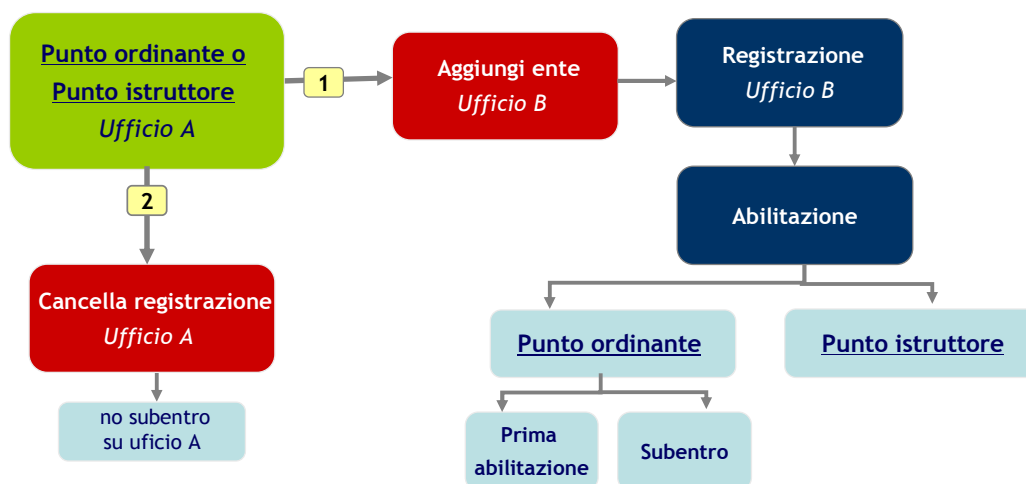 Punto ordinante o
Punto istruttore
Ufficio A
1
Aggiungi ente
Ufficio B
Registrazione
Ufficio B
2
Abilitazione
Cancella registrazione
Ufficio A
Punto ordinante
Punto istruttore
no subentro
su uficio A
Prima
abilitazione
Subentro